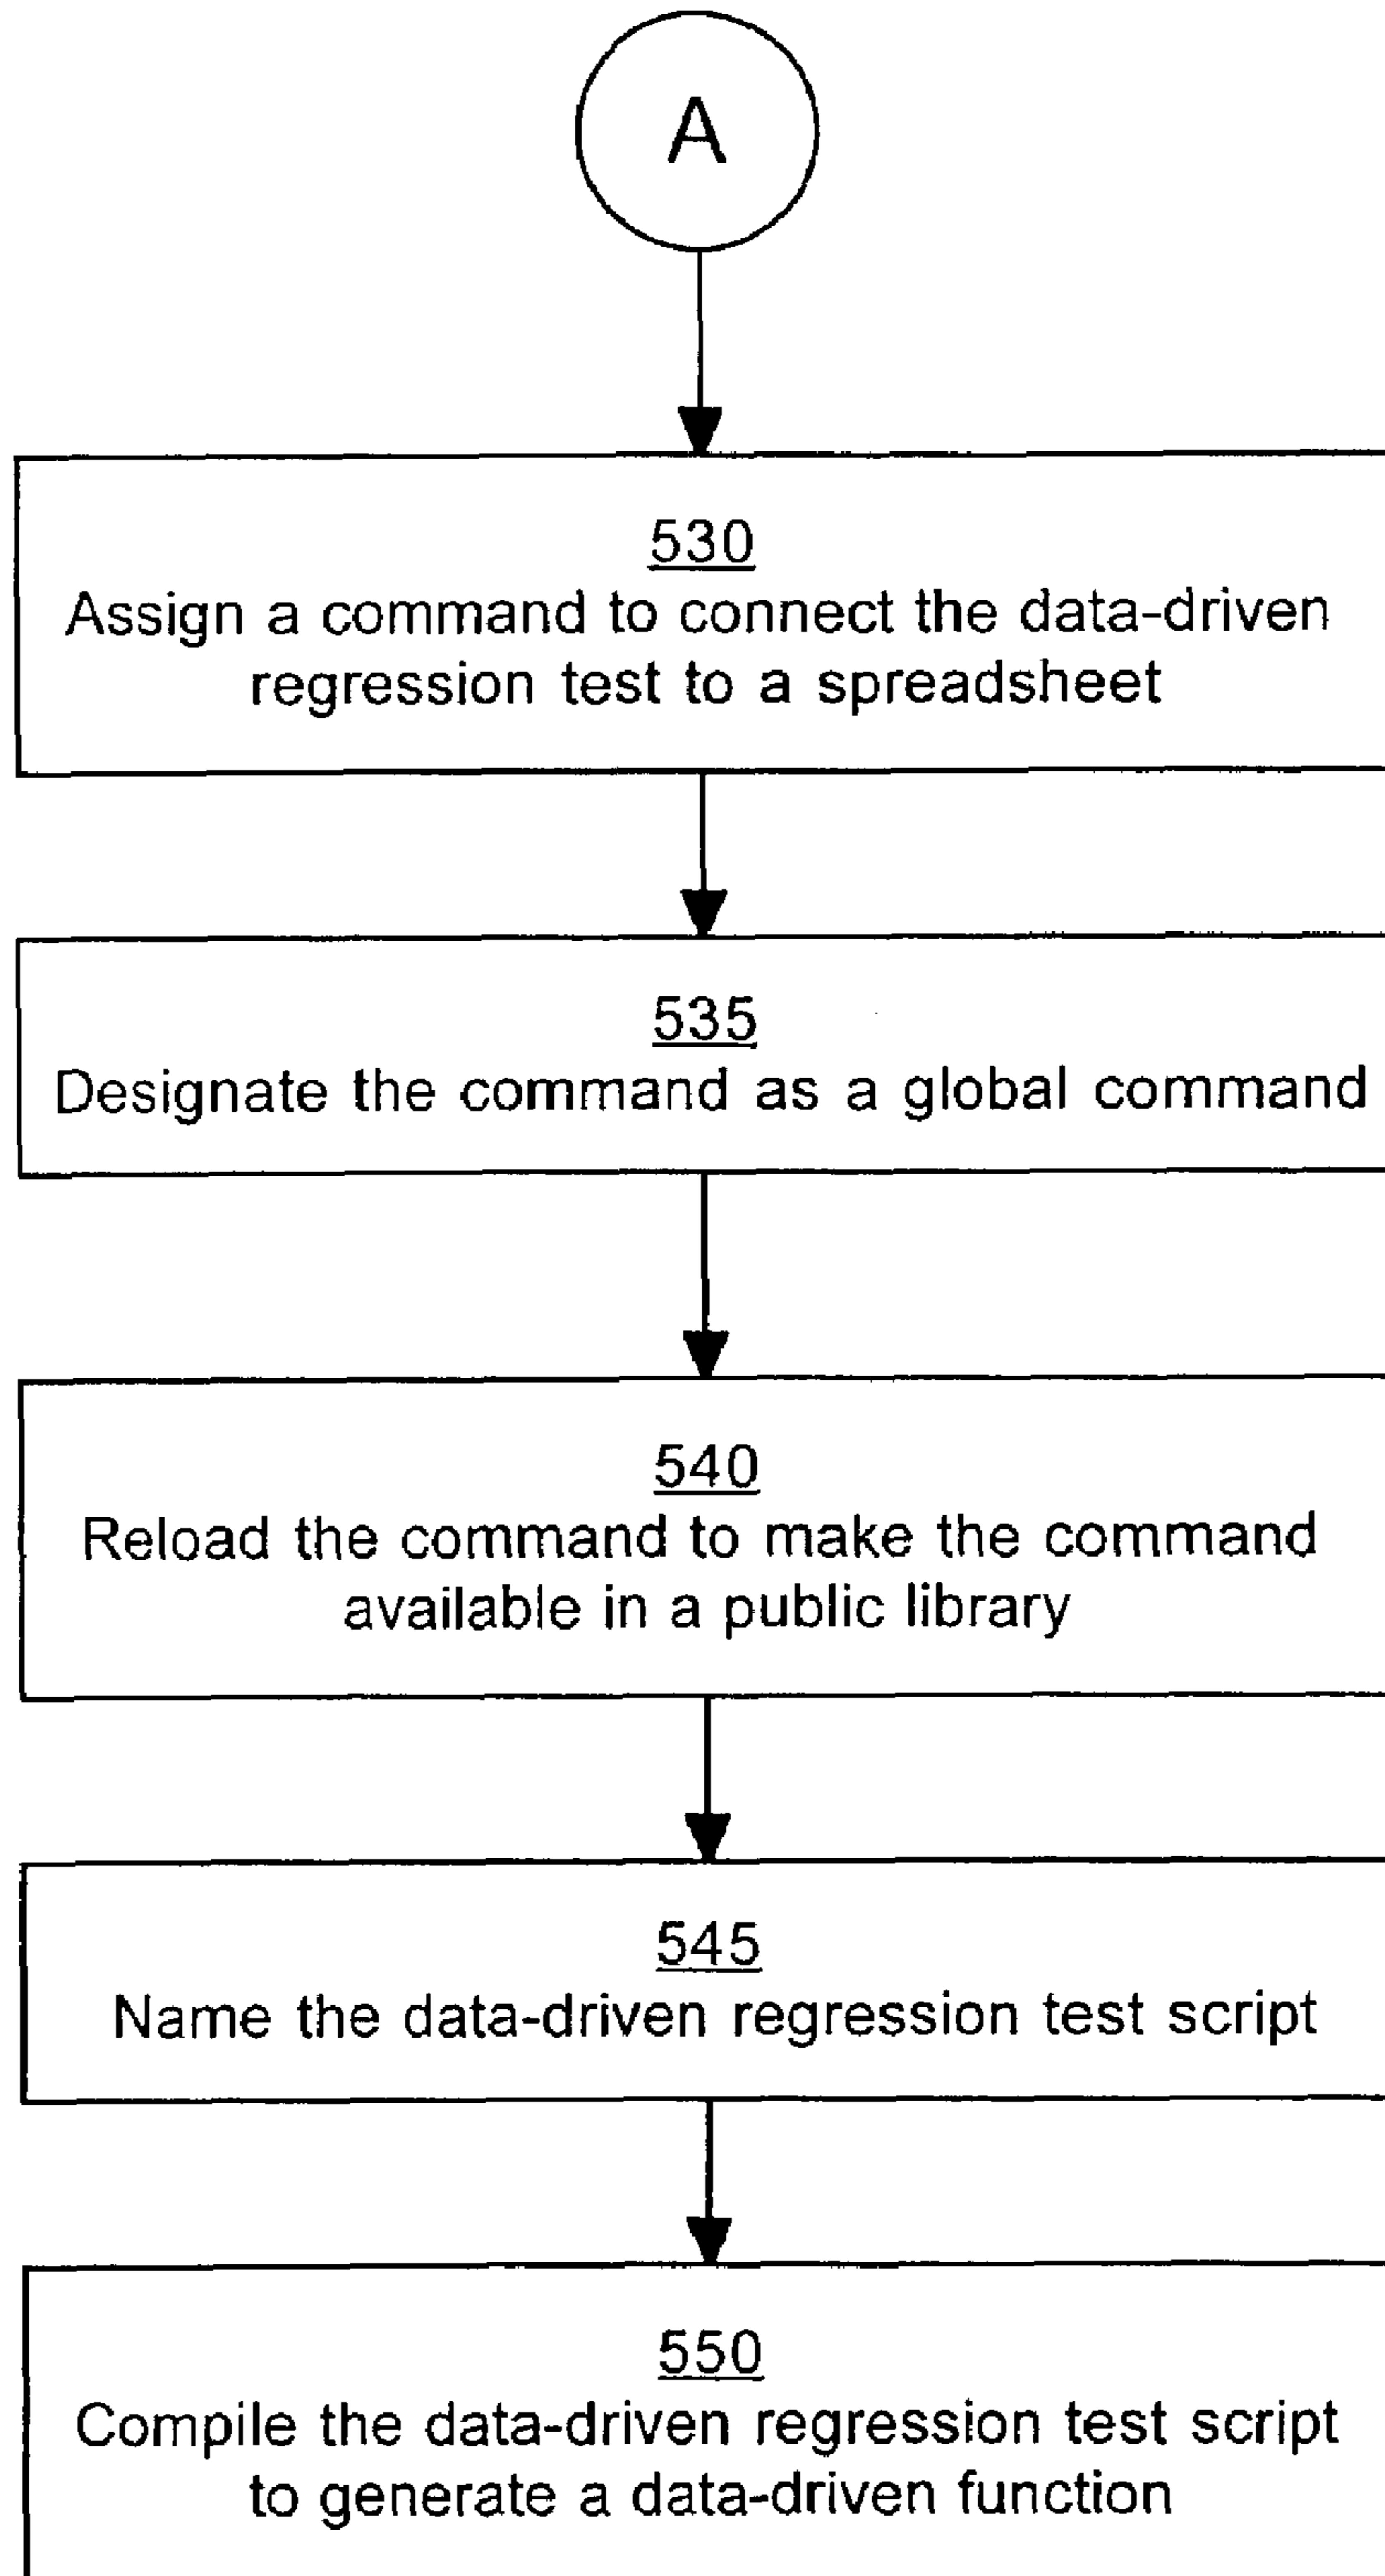 A
530
Assign a command to connect the data-driven
regression test to a spreadsheet
535
Designate the command as a global command
540
Reload the command to make the command
available in a public library
545
Name the data-driven regression test script
550
Compile the data-driven regression test script
to generate a data-driven function